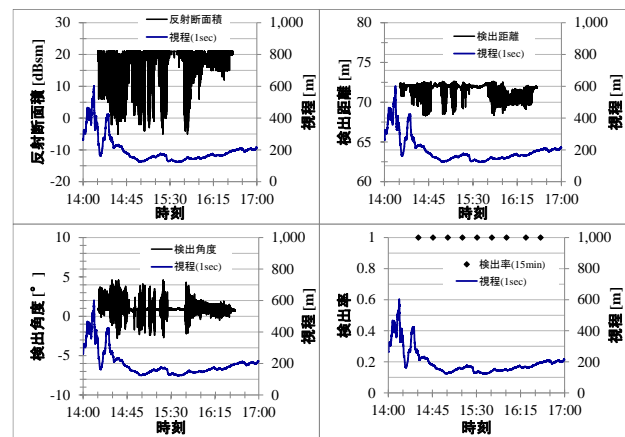 反射断面積 [dBsm]
30
20
10
0
-10
-20
反射断面積
視程(1sec)
1,000
800
600
400
200
0
視程 [m]
14:00 14:45 15:30 16:15 17:00
時刻
検出距離 [m]
80
75
70
65
60
検出距離
視程(1sec)
1,000
800
600
400
200
0
視程 [m]
14:00 14:45 15:30 16:15 17:00
時刻
検出角度 [°]
10
5
0
-5
-10
検出角度
視程(1sec)
1,000
800
600
400
200
0
視程 [m]
14:00 14:45 15:30 16:15 17:00
時刻
検出率
1
0.8
0.6
0.4
0.2
0
検出率(15min)
視程(1sec)
1,000
800
600
400
200
0
視程 [m]
14:00 14:45 15:30 16:15 17:00
時刻